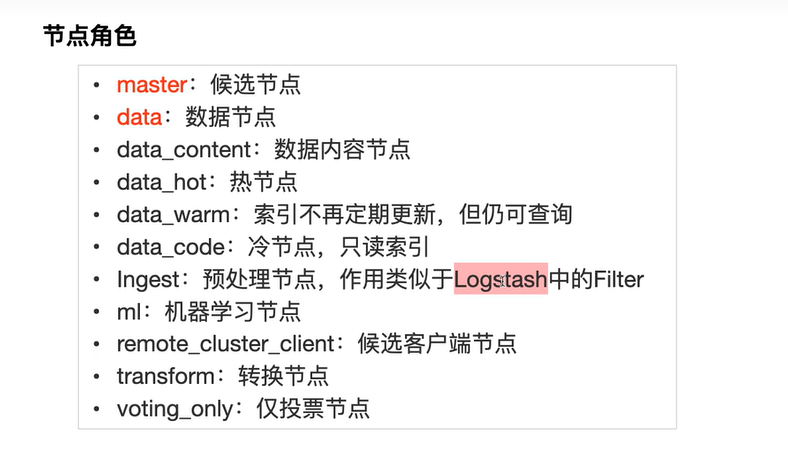 节点角色
• master：候选节点
• data：数据节点
• data_content：数据内容节点
• data_hot：热节点
• data_warm：索引不再定期更新，但仍可查询
• data_code：冷节点，只读索引
• Ingest：预处理节点，作用类似于Logstash中的Filter
• ml：机器学习节点
• remote_cluster_client：候选客户端节点
• transform：转换节点
• voting_only：仅投票节点